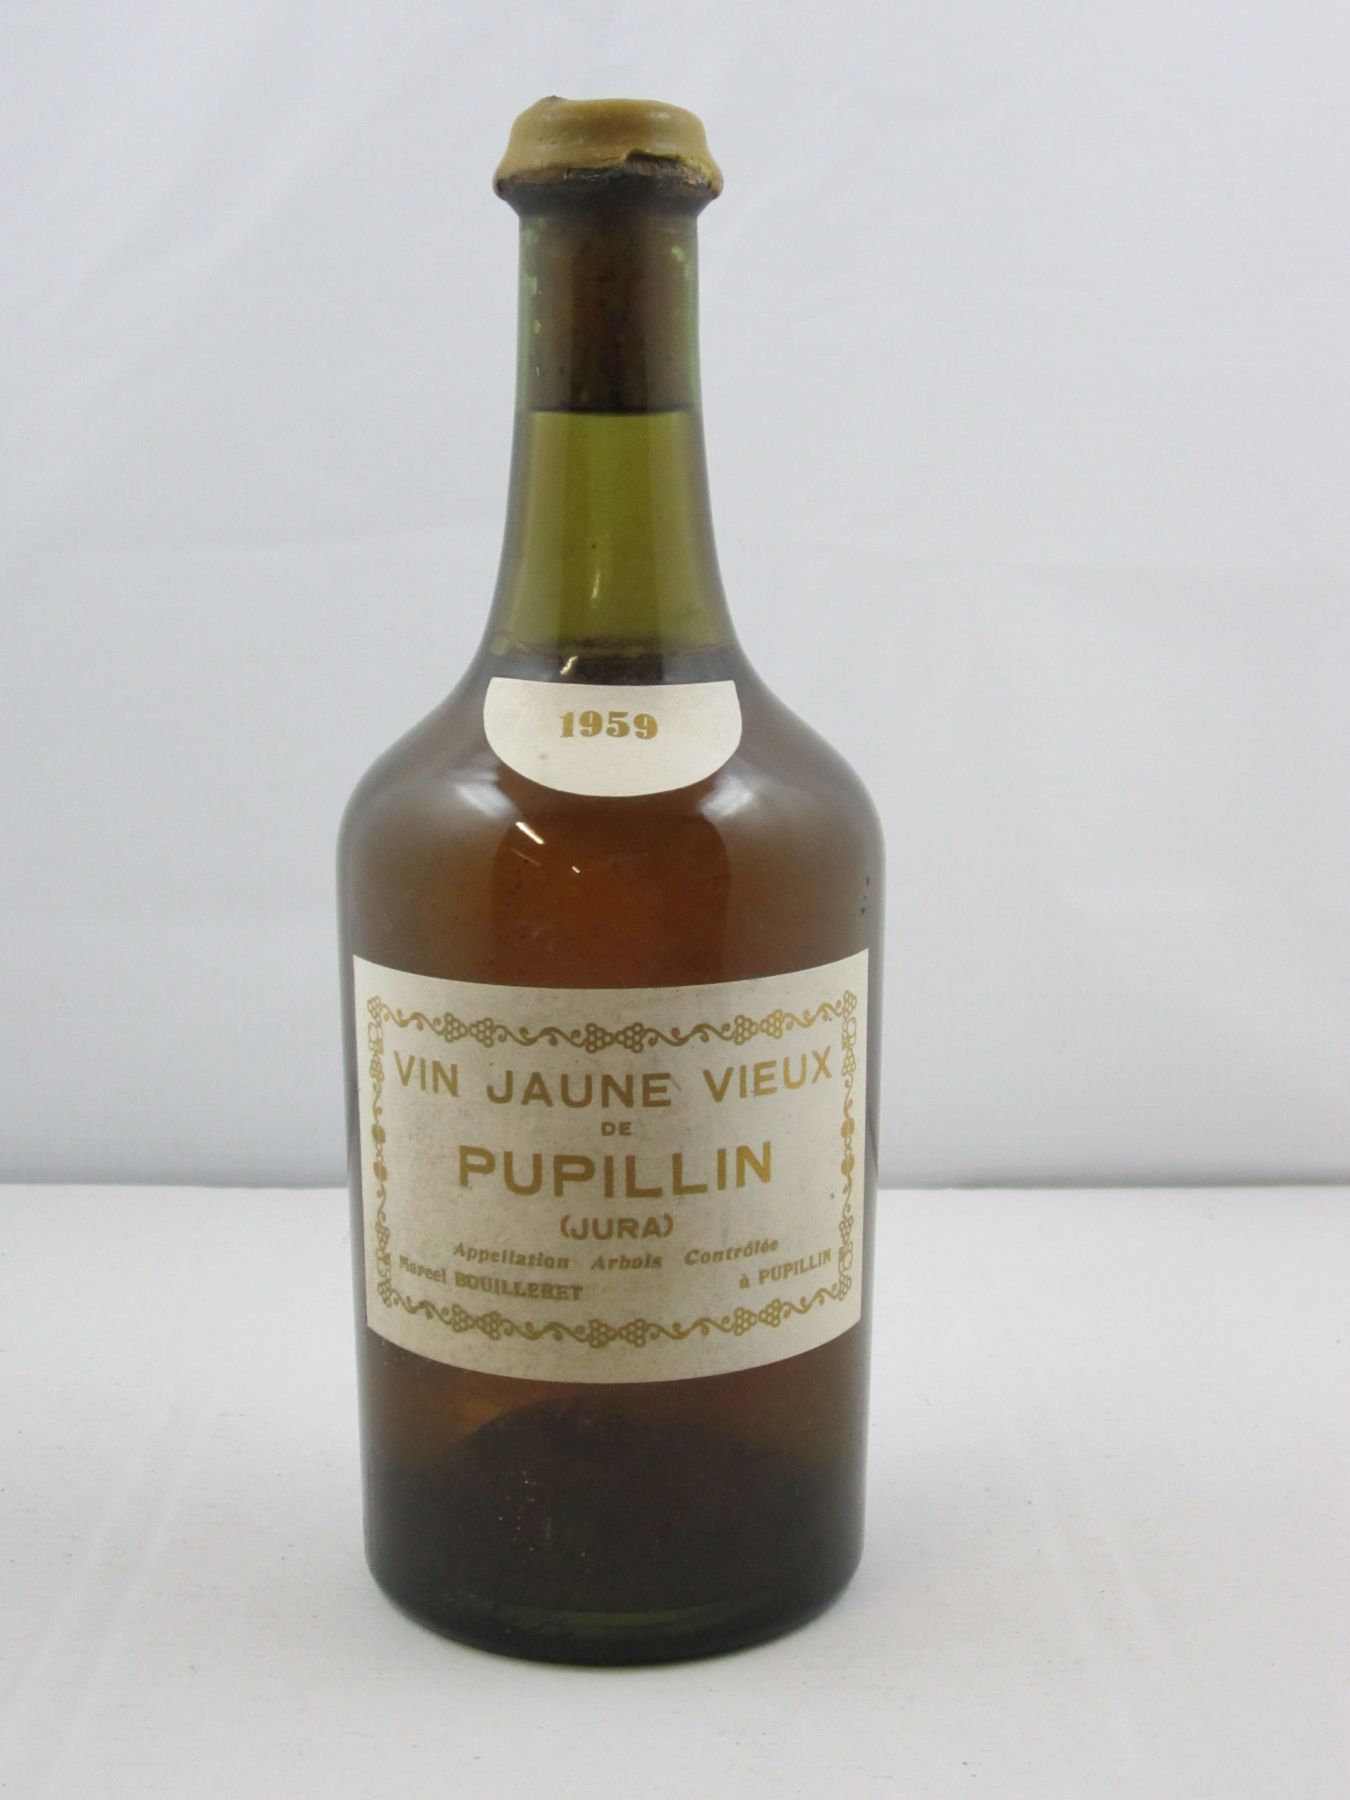 1959
VIN JAUNE VIEUX
DE
PUPILLIN
(JURA)
Appellation Arbois Contrôlée
Marcel BOUILLERET à PUPILLIN